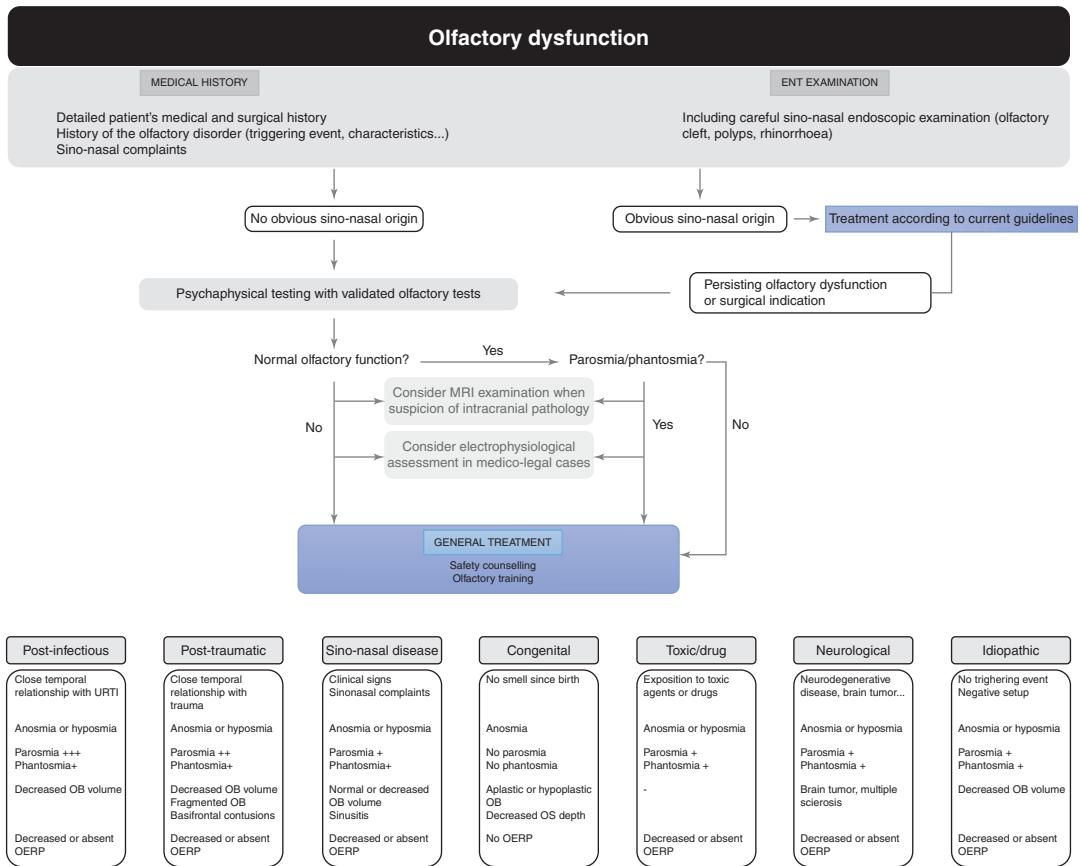 Olfactory dysfunction
MEDICAL HISTORY
Detailed patient's medical and surgical history
History of the olfactory disorder (triggering event, characteristics...)
Sino-nasal complaints
ENT EXAMINATION
Including careful sino-nasal endoscopic examination (olfactory
cleft, polyps, rhinorrhoea)
No obvious sino-nasal origin
Obvious sino-nasal origin
Treatment according to current guidelines
Psychaphysical testing with validated olfactory tests
Persisting olfactory dysfunction
or surgical indication
Normal olfactory function?
Yes
Parosmia/phantosmia?
Consider MRI examination when
suspicion of intracranial pathology
No
Yes
No
Consider electrophysiological
assessment in medico-legal cases
GENERAL TREATMENT
Safety counselling
Olfactory training
Post-infectious
Close temporal
relationship with URTI
Anosmia or hyposmia
Parosmia +++
Phantosmia+
Decreased OB volume
Decreased or absent
OERP
Post-traumatic
Close temporal
relationship with
trauma
Anosmia or hyposmia
Parosmia ++
Phantosmia+
Decreased OB volume
Fragmented OB
Basifrontal contusions
Decreased or absent
OERP
Sino-nasal disease
Clinical signs
Sinonasal complaints
Anosmia or hyposmia
Parosmia +
Phantosmia+
Normal or decreased
OB volume
Sinusitis
Decreased or absent
OERP
Congenital
No smell since birth
Anosmia
No parosmia
No phantosmia
Aplastic or hypoplastic
OB
Decreased OS depth
No OERP
Toxic/drug
Exposition to toxic
agents or drugs
Anosmia or hyposmia
Parosmia +
Phantosmia +
-
Decreased or absent
OERP
Neurological
Neurodegenerative
disease, brain tumor...
Anosmia or hyposmia
Parosmia +
Phantosmia +
Brain tumor, multiple
sclerosis
Decreased or absent
OERP
Idiopathic
No trighering event
Negative setup
Anosmia or hyposmia
Parosmia +
Phantosmia +
Decreased OB volume
Decreased or absent
OERP